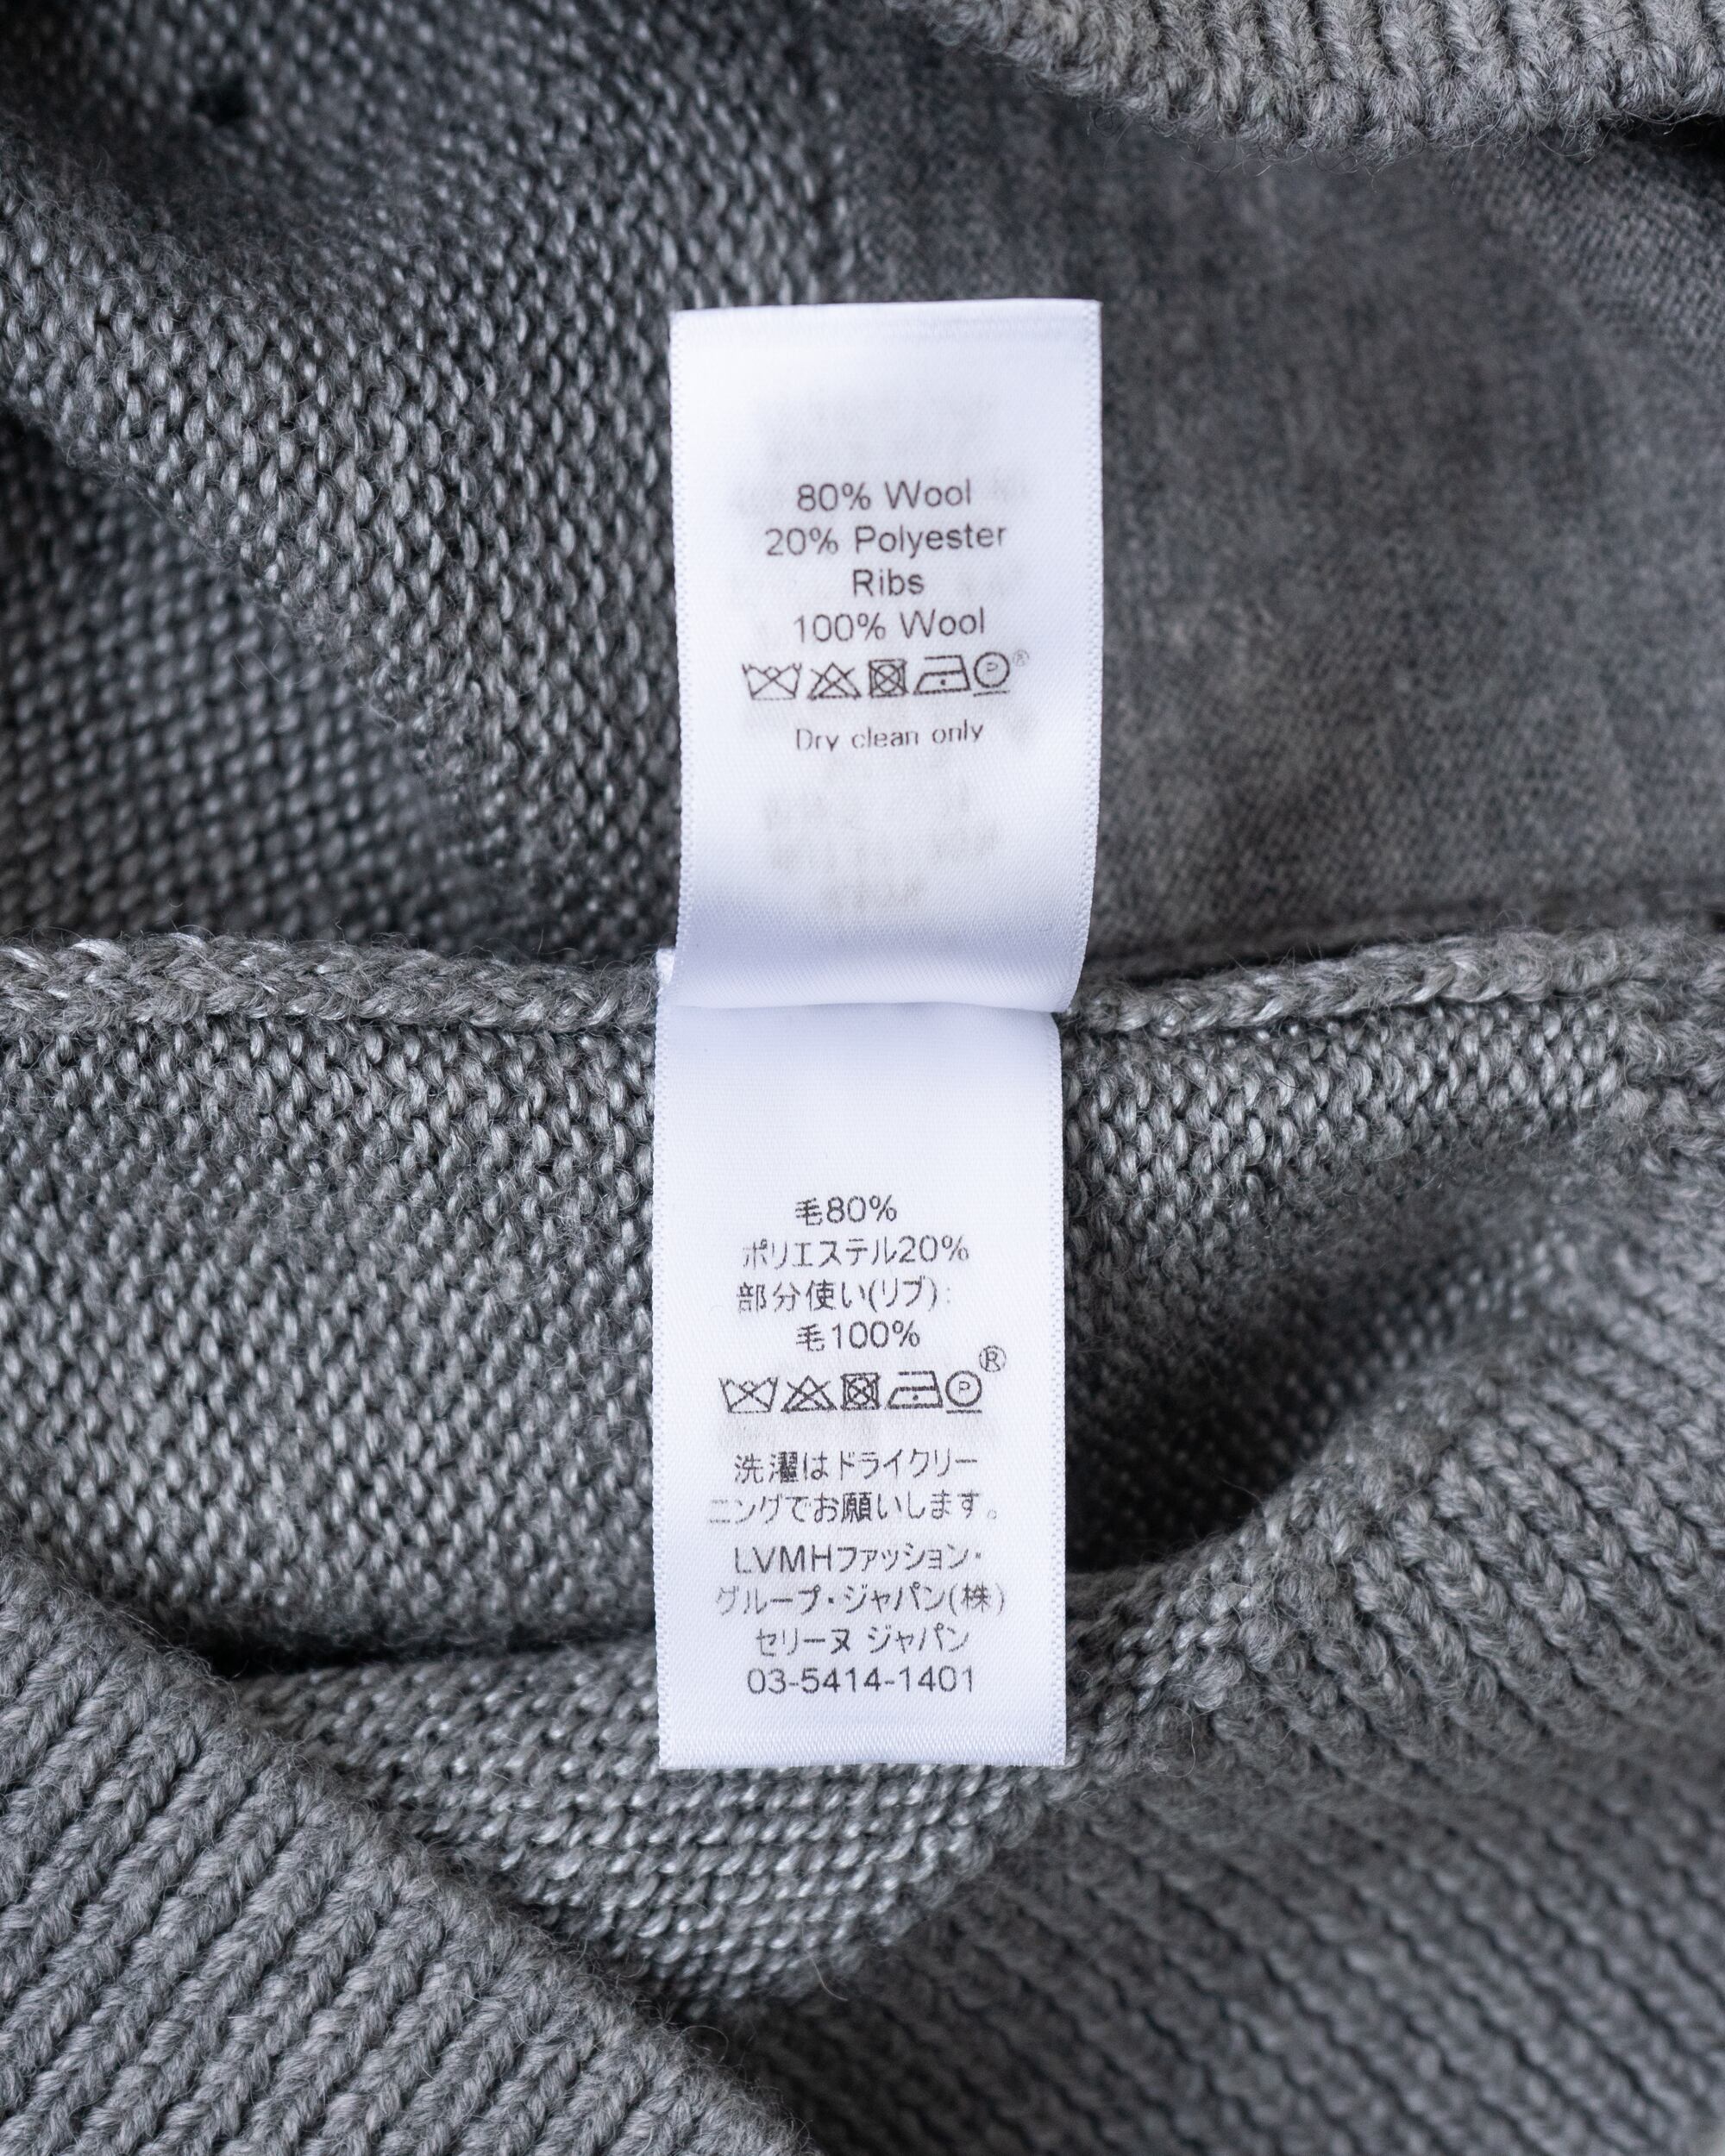 80% Wool
20% Polyester
Ribs
100% Wool
P ®
Dry clean only
毛80%
ポリエステル20%
部分使い(リブ):
毛100%
P ®
洗濯はドライクリー
ニングでお願いします。
LVMHファッション・
グループ・ジャパン(株)
セリーヌ ジャパン
03-5414-1401